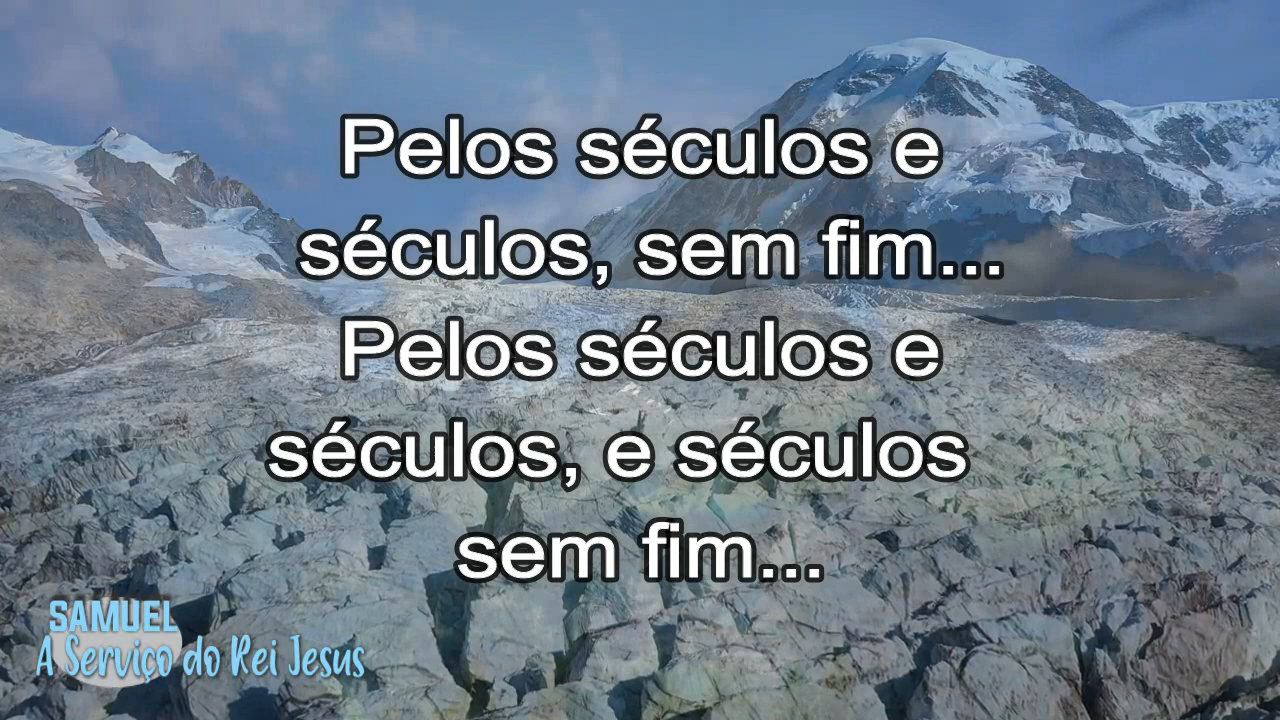 Pelos séculos e
séculos, sem fim...
Pelos séculos e
séculos, e séculos
sem fim...
SAMUEL
A Serviço do Rei Jesus